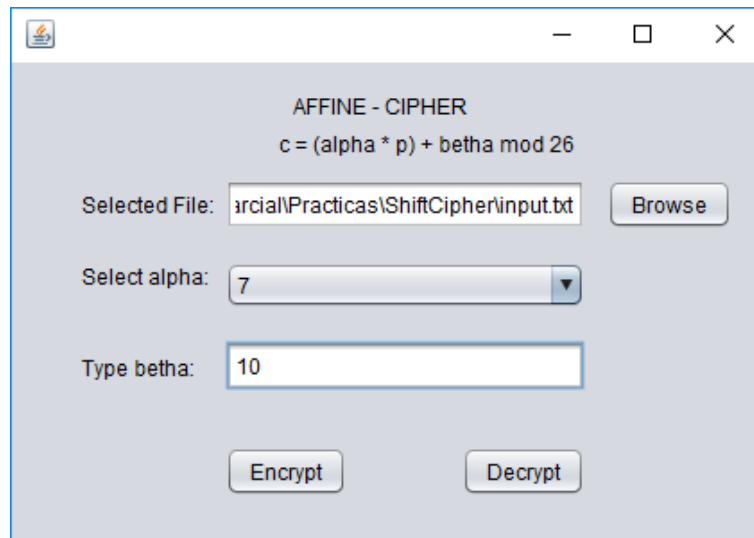 AFFINE - CIPHER
c = (alpha * p) + betha mod 26
Selected File: arcial\Practicas\ShiftCipher\input.txt Browse
Select alpha: 7
Type betha: 10
Encrypt Decrypt